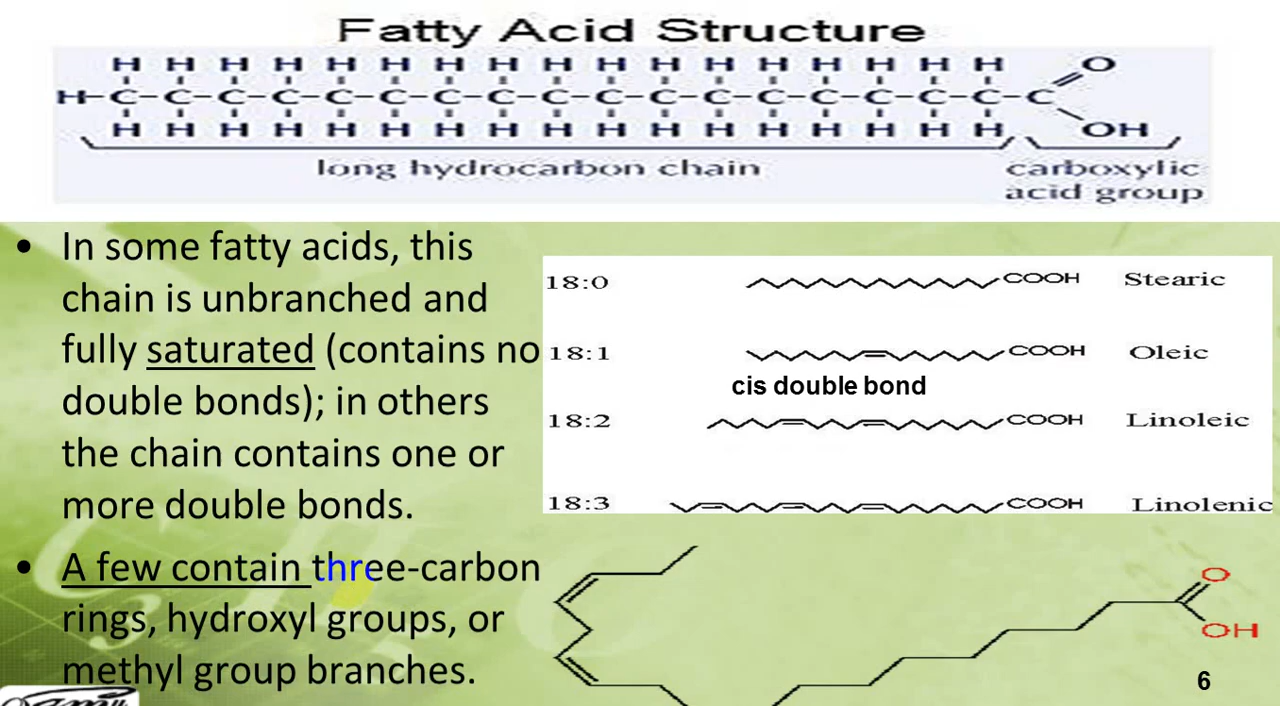 Fatty Acid Structure
H H H H H H H H H H H H H H H H H O
H-C-C-C-C-C-C-C-C-C-C-C-C-C-C-C-C-C-C
H H H H H H H H H H H H H H H H H OH
long hydrocarbon chain
carboxylic
acid group
• In some fatty acids, this
chain is unbranched and
fully saturated (contains no
double bonds); in others
the chain contains one or
more double bonds.
• A few contain three-carbon
rings, hydroxyl groups, or
methyl group branches.
18:0 COOH Stearic
18:1 COOH Oleic
cis double bond
18:2 COOH Linoleic
18:3 COOH Linolenic
O
OH
6